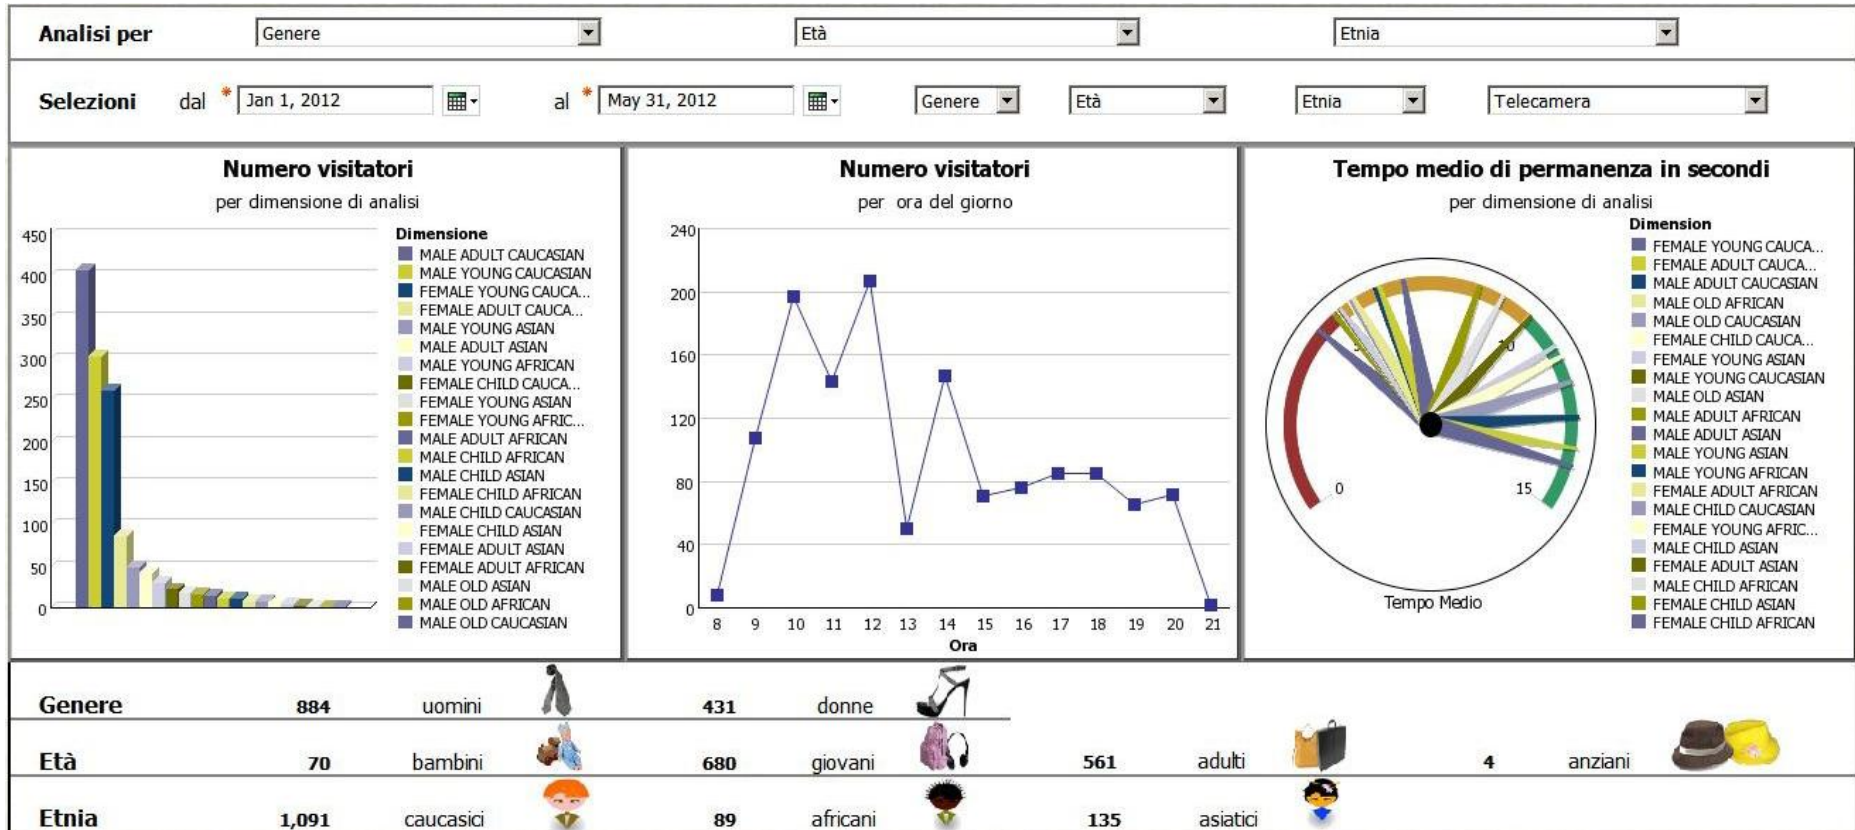 Analisi per Genere Età Etnia
Selezioni dal * Jan 1, 2012 al * May 31, 2012 Genere Età Etnia Telecamera
Numero visitatori
per dimensione di analisi
450
400
350
300
250
200
150
100
50
0
Dimensione
MALE ADULT CAUCASIAN
MALE YOUNG CAUCASIAN
FEMALE YOUNG CAUCA...
FEMALE ADULT CAUCA...
MALE YOUNG ASIAN
MALE ADULT ASIAN
MALE YOUNG AFRICAN
FEMALE CHILD CAUCA...
FEMALE YOUNG ASIAN
FEMALE YOUNG AFRIC...
MALE ADULT AFRICAN
MALE CHILD AFRICAN
MALE CHILD ASIAN
FEMALE CHILD AFRICAN
MALE CHILD CAUCASIAN
FEMALE CHILD ASIAN
FEMALE ADULT ASIAN
FEMALE ADULT AFRICAN
MALE OLD ASIAN
MALE OLD AFRICAN
MALE OLD CAUCASIAN
Numero visitatori
per ora del giorno
240
200
160
120
80
40
0
8 9 10 11 12 13 14 15 16 17 18 19 20 21
Ora
Tempo medio di permanenza in secondi
per dimensione di analisi
0 5 10 15
Tempo Medio
Dimension
FEMALE YOUNG CAUCA...
FEMALE ADULT CAUCA...
MALE ADULT CAUCASIAN
MALE OLD AFRICAN
MALE OLD CAUCASIAN
FEMALE CHILD CAUCA...
FEMALE YOUNG ASIAN
MALE YOUNG CAUCASIAN
MALE OLD ASIAN
MALE ADULT AFRICAN
MALE ADULT ASIAN
MALE YOUNG ASIAN
MALE YOUNG AFRICAN
FEMALE ADULT AFRICAN
MALE CHILD CAUCASIAN
FEMALE YOUNG AFRIC...
MALE CHILD ASIAN
FEMALE ADULT ASIAN
MALE CHILD AFRICAN
FEMALE CHILD ASIAN
FEMALE CHILD AFRICAN
Genere 884 uomini 431 donne
Età 70 bambini 680 giovani 561 adulti 4 anziani
Etnia 1,091 caucasici 89 africani 135 asiatici